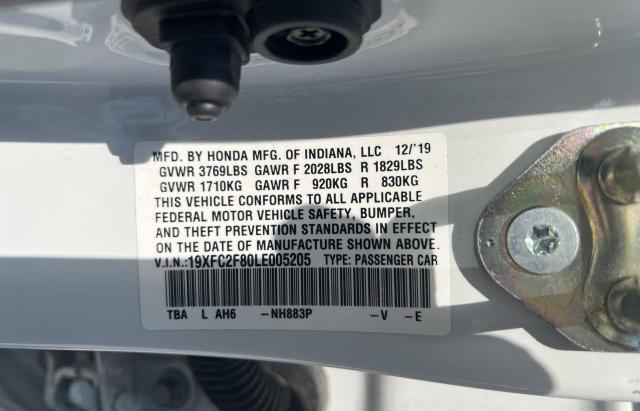 MFD. BY HONDA MFG. OF INDIANA, LLC 12/'19
GVWR 3769LBS GAWR F 2028LBS R 1829LBS
GVWR 1710KG GAWR F 920KG R 830KG
THIS VEHICLE CONFORMS TO ALL APPLICABLE
FEDERAL MOTOR VEHICLE SAFETY, BUMPER,
AND THEFT PREVENTION STANDARDS IN EFFECT
ON THE DATE OF MANUFACTURE SHOWN ABOVE.
V.I.N.:19XFC2F80LE005205 TYPE: PASSENGER CAR
TBA L AH6 -NH883P -V -E